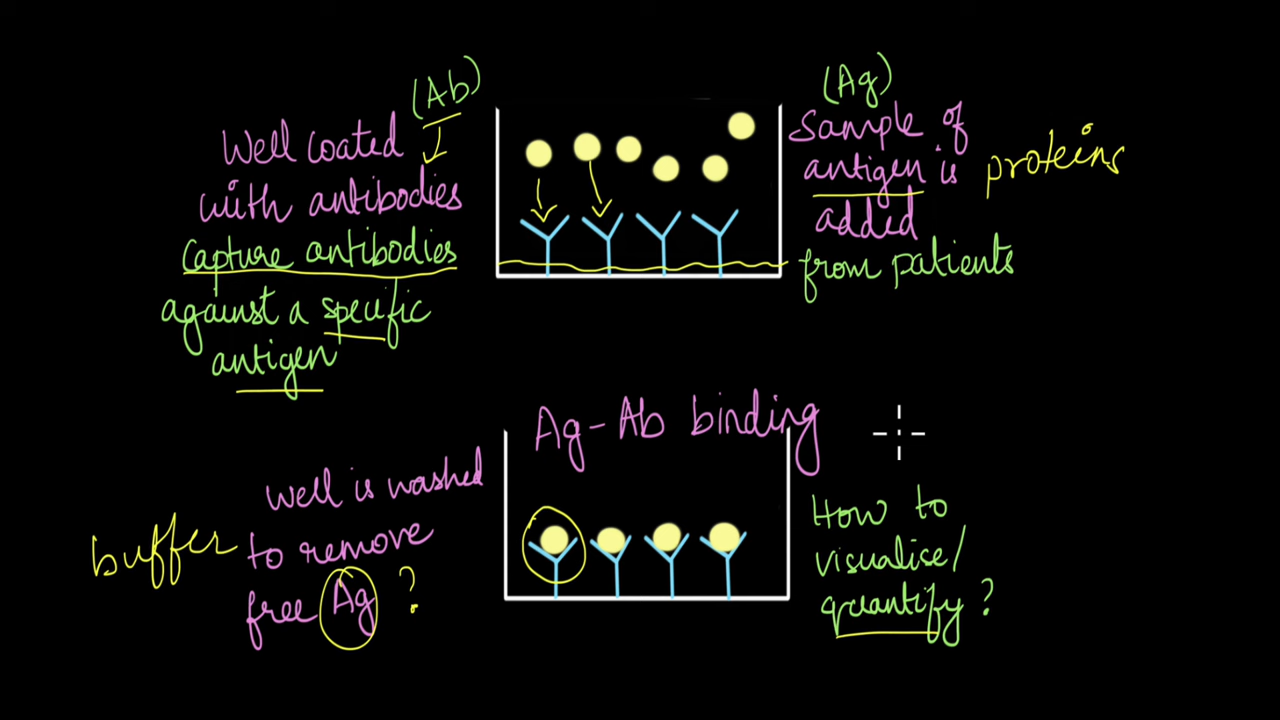 (Ab)
Well coated
with antibodies
capture antibodies
against a specific
antigen
(Ag)
Sample of
antigen is
added
proteins
from patients
Ag-Ab binding
Well is washed
to remove
free Ag ?
buffer
How to
visualise/
quantify ?